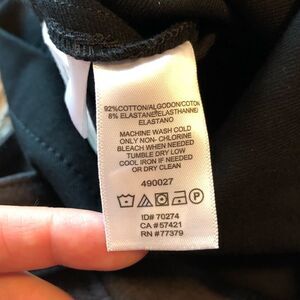 92%COTTON/ALGODON/COTON
8% ELASTANE/ELASTHANNE/
ELASTANO
MACHINE WASH COLD
ONLY NON- CHLORINE
BLEACH WHEN NEEDED
TUMBLE DRY LOW
COOL IRON IF NEEDED
OR DRY CLEAN
490027
ID# 70274
CA #57421
RN #77379